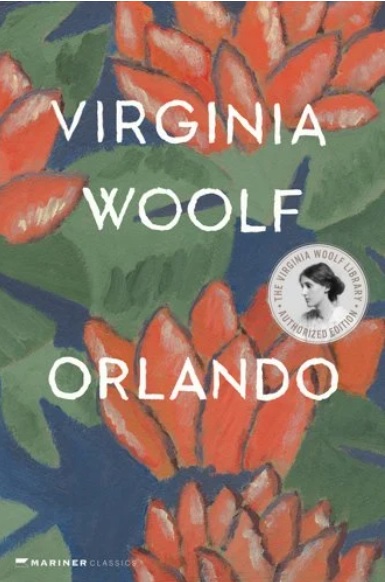 VIRGINIA
WOOLF
• THE VIRGINIA WOOLF LIBRARY •
AUTHORIZED EDITION
ORLANDO
MARINER CLASSICS